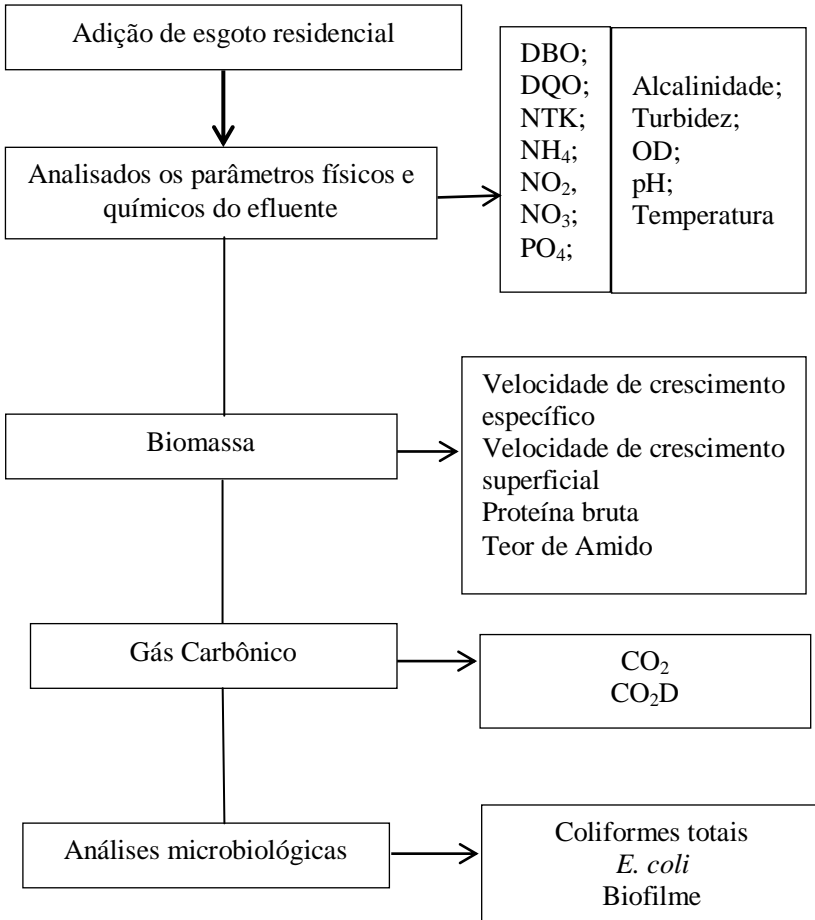 Adição de esgoto residencial
Analisados os parâmetros físicos e
químicos do efluente
DBO;
DQO;
NTK;
NH₄;
NO₂,
NO₃;
PO₄;
Alcalinidade;
Turbidez;
OD;
pH;
Temperatura
Biomassa
Velocidade de crescimento
específico
Velocidade de crescimento
superficial
Proteína bruta
Teor de Amido
Gás Carbônico
CO₂
CO₂D
Análises microbiológicas
Coliformes totais
E. coli
Biofilme